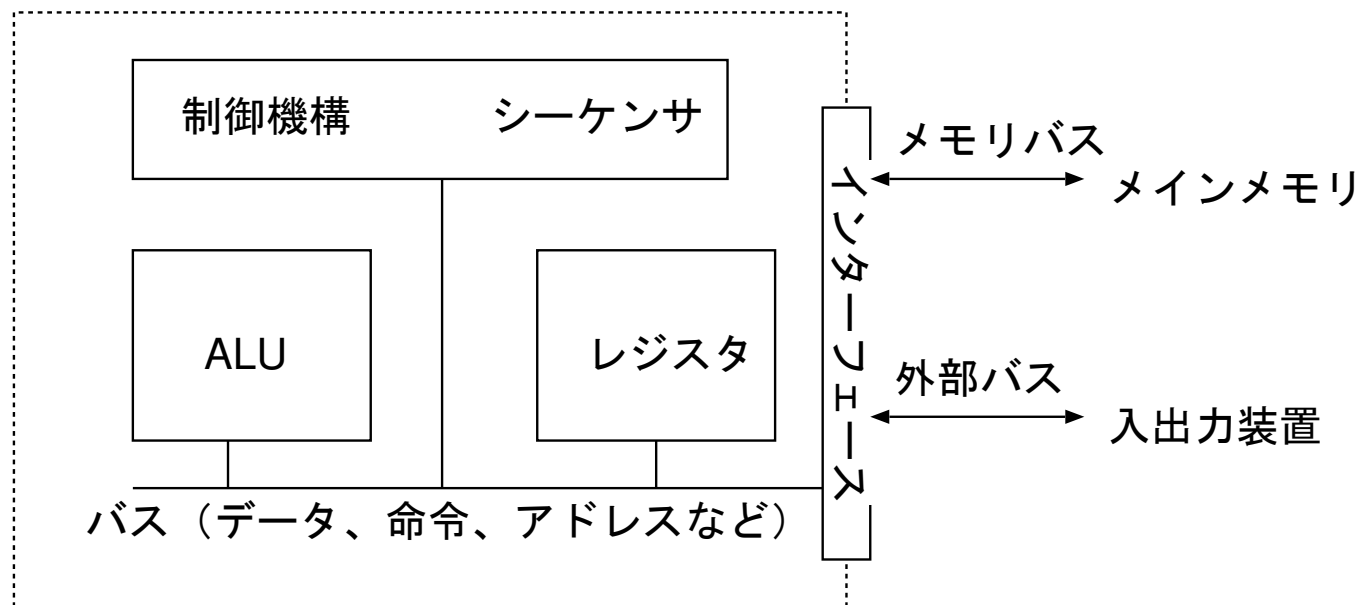 制御機構 シーケンサ
メモリバス
メインメモリ
インターフェース
ALU
レジスタ
外部バス
入出力装置
バス（データ、命令、アドレスなど）